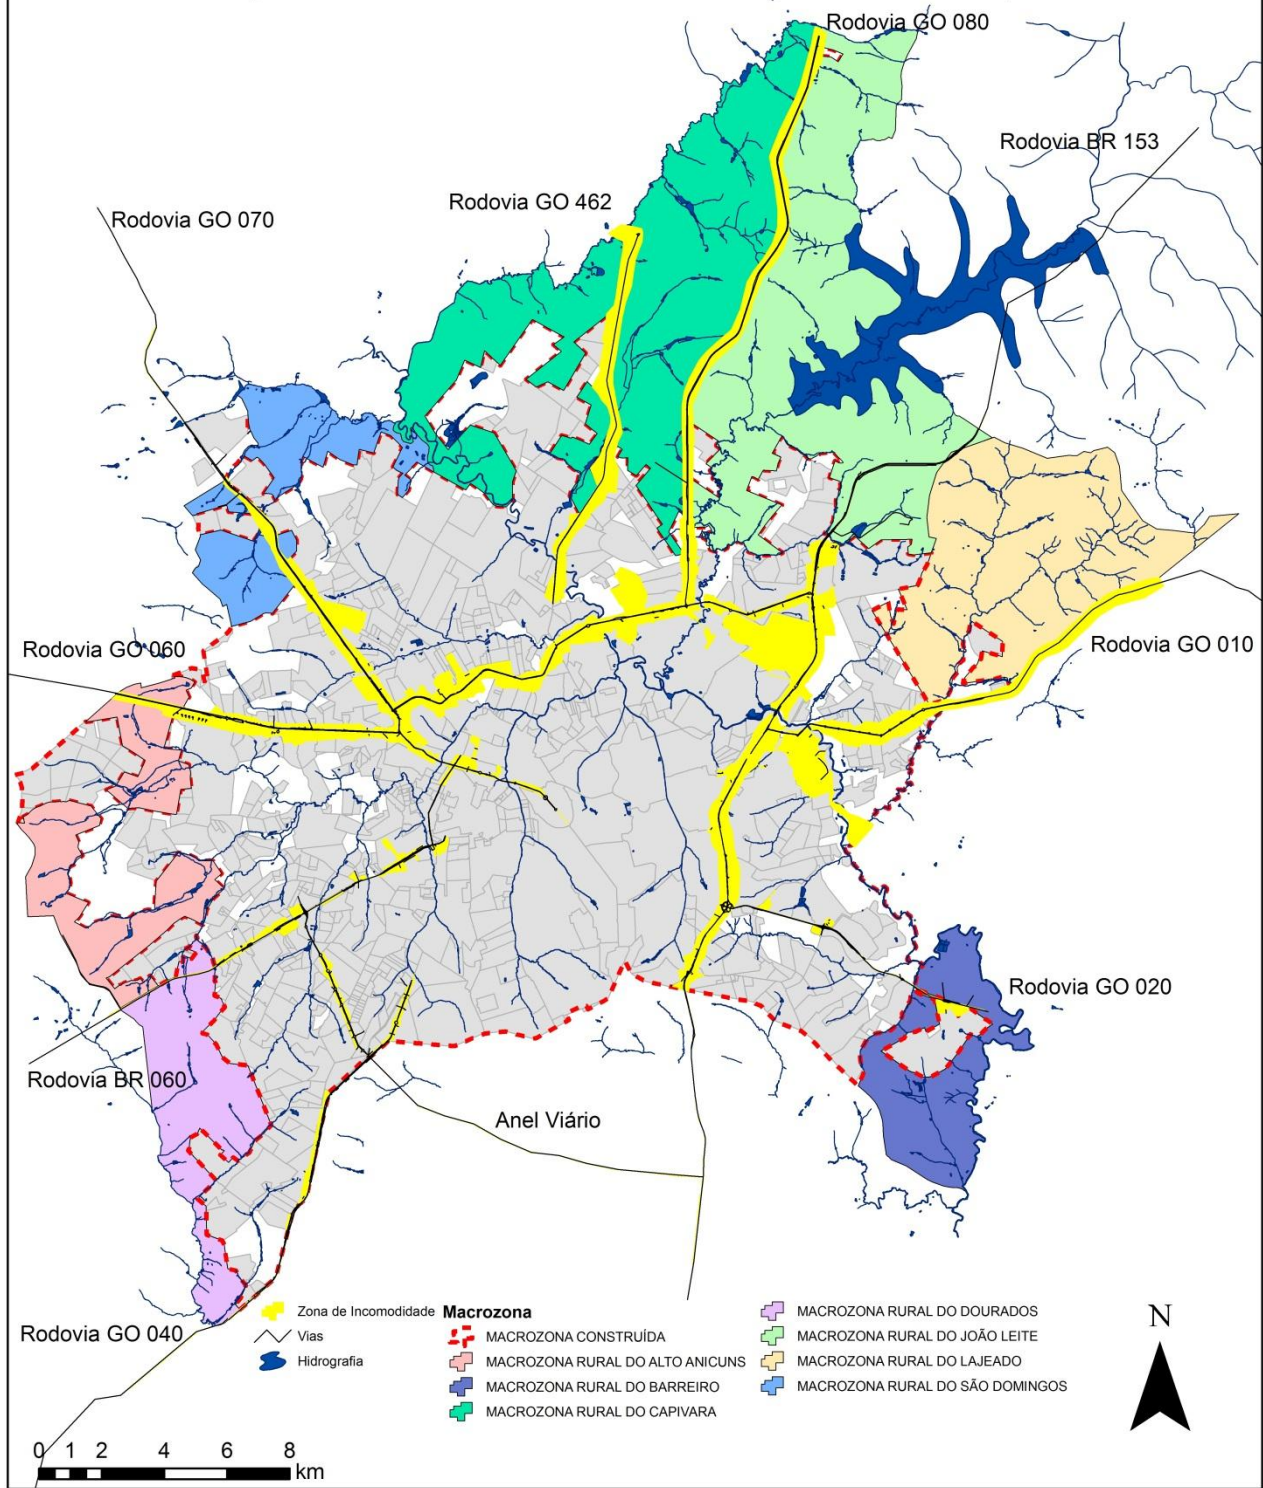 Rodovia GO 080
Rodovia BR 153
Rodovia GO 462
Rodovia GO 070
Rodovia GO 060
Rodovia GO 010
Rodovia GO 020
Rodovia BR 060
Anel Viário
Rodovia GO 040
Zona de Incomodidade
Vias
Hidrografia
Macrozona
MACROZONA CONSTRUÍDA
MACROZONA RURAL DO ALTO ANICUNS
MACROZONA RURAL DO BARREIRO
MACROZONA RURAL DO CAPIVARA
MACROZONA RURAL DO DOURADOS
MACROZONA RURAL DO JOÃO LEITE
MACROZONA RURAL DO LAJEADO
MACROZONA RURAL DO SÃO DOMINGOS
N
0 1 2 4 6 8
km